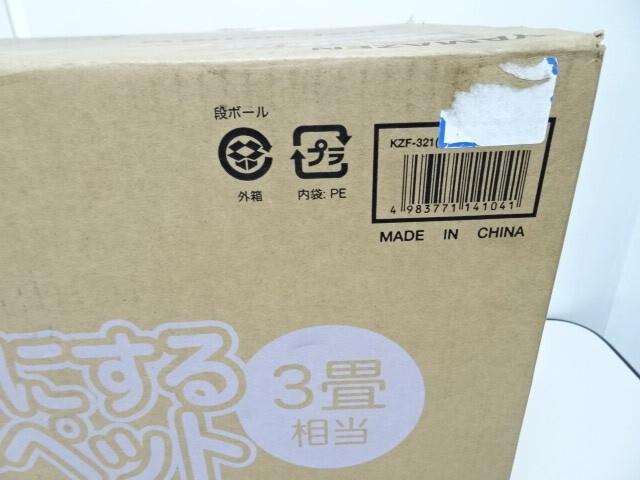 YAMAZEN
段ボール
プラ
外箱
内袋: PE
KZF-321(
4 983771 141041
MADE IN CHINA
にする
ペット
3畳
相当